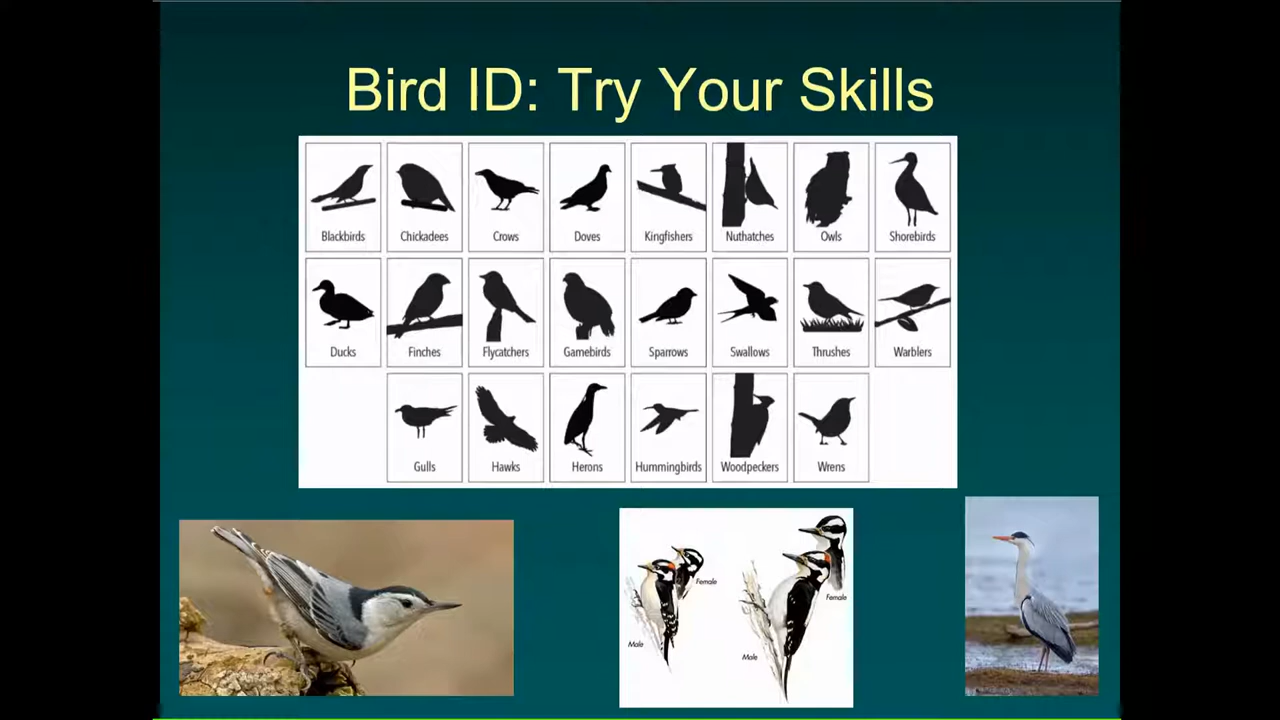 Bird ID: Try Your Skills
Blackbirds Chickadees Crows Doves Kingfishers Nuthatches Owls Shorebirds
Ducks Finches Flycatchers Gamebirds Sparrows Swallows Thrushes Warblers
Gulls Hawks Herons Hummingbirds Woodpeckers Wrens
Female
Female
Male
Male